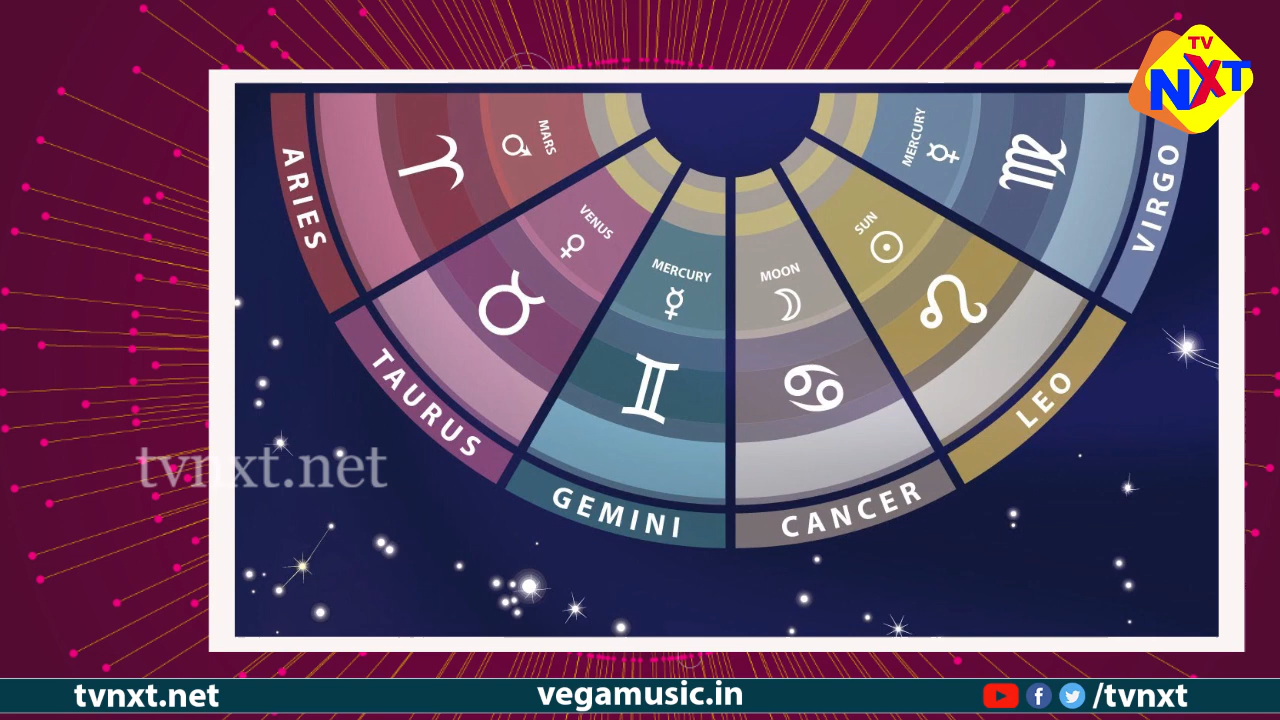 TV
NXT
ARIES
MARS
TAURUS
VENUS
GEMINI
MERCURY
CANCER
MOON
LEO
SUN
VIRGO
MERCURY
tvnxt.net
tvnxt.net
vegamusic.in
/tvnxt